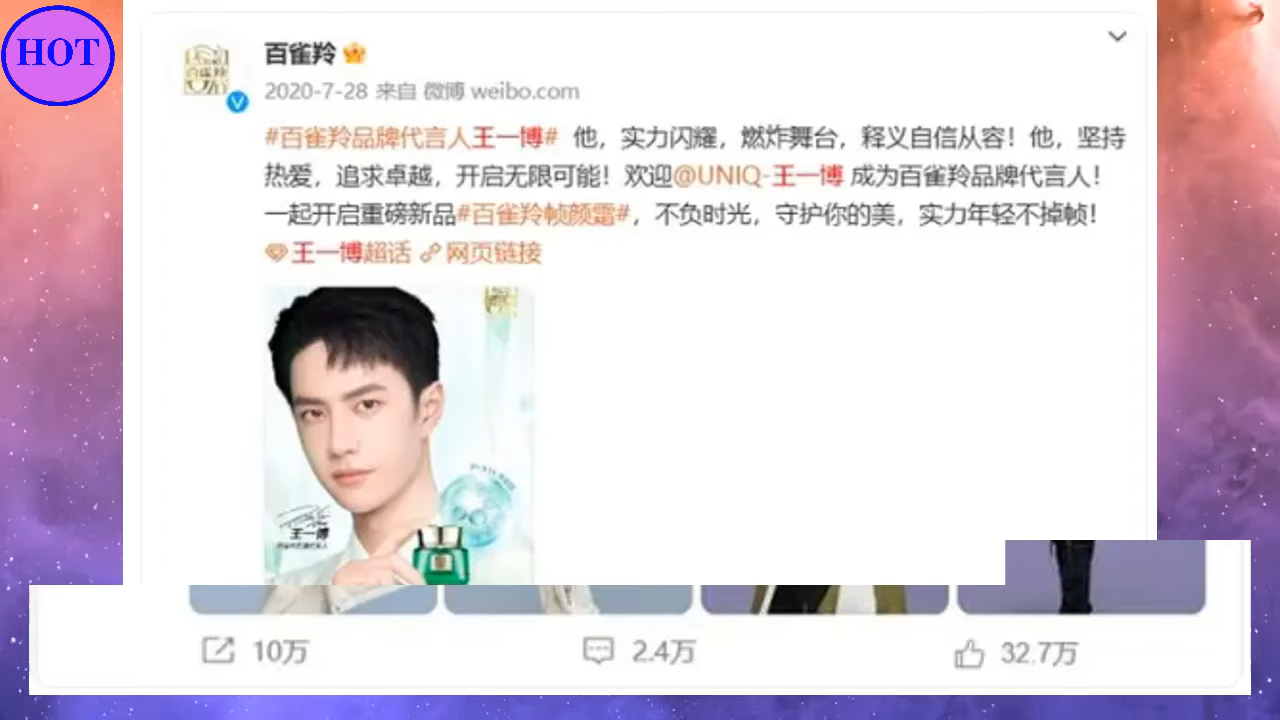 HOT
百雀羚
2020-7-28 来自 微博 weibo.com
#百雀羚品牌代言人王一博# 他，实力闪耀，燃炸舞台，释义自信从容！他，坚持
热爱，追求卓越，开启无限可能！欢迎@UNIQ-王一博 成为百雀羚品牌代言人！
一起开启重磅新品#百雀羚帧颜霜#，不负时光，守护你的美，实力年轻不掉帧！
王一博超话 网页链接
王一博
10万 2.4万 32.7万